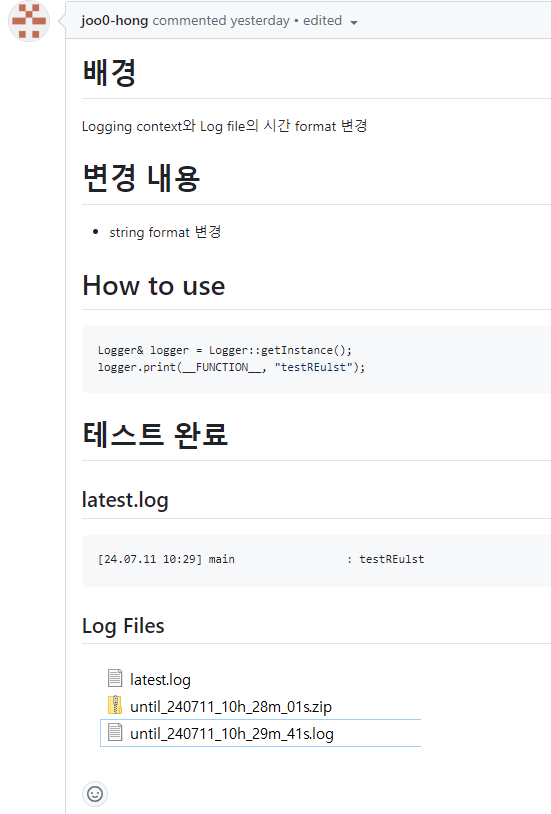 joo0-hong commented yesterday • edited
배경
Logging context와 Log file의 시간 format 변경
변경 내용
• string format 변경
How to use
Logger& logger = Logger::getInstance();
logger.print(__FUNCTION__, "testREulst");
테스트 완료
latest.log
[24.07.11 10:29] main : testREulst
Log Files
latest.log
until_240711_10h_28m_01s.zip
until_240711_10h_29m_41s.log